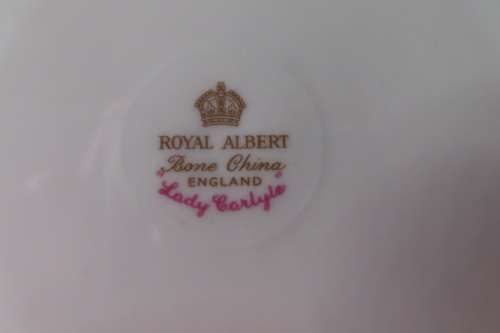 ROYAL ALBERT
Bone China
ENGLAND
"Lady Carlyle"